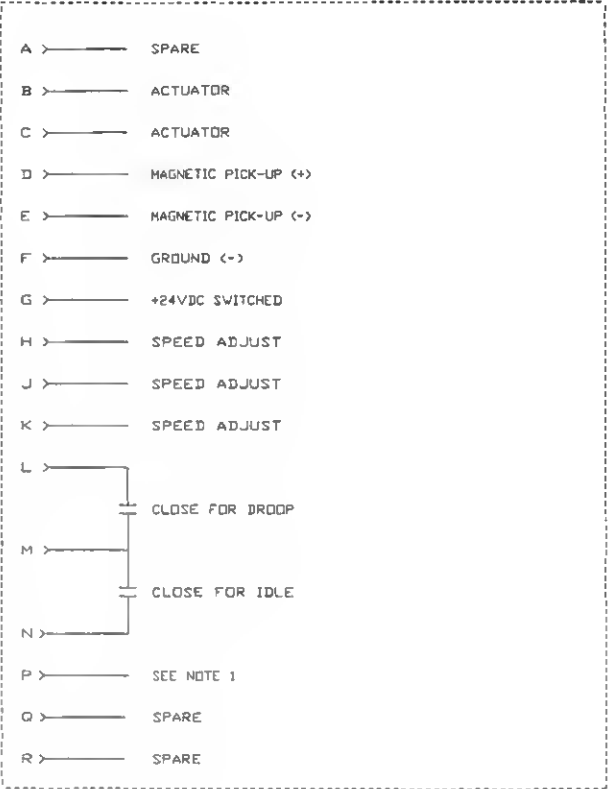 A SPARE
B ACTUATOR
C ACTUATOR
D MAGNETIC PICK-UP (+)
E MAGNETIC PICK-UP (-)
F GROUND (-)
G +24VDC SWITCHED
H SPEED ADJUST
J SPEED ADJUST
K SPEED ADJUST
L
CLOSE FOR DROOP
M
CLOSE FOR IDLE
N
P SEE NOTE 1
Q SPARE
R SPARE